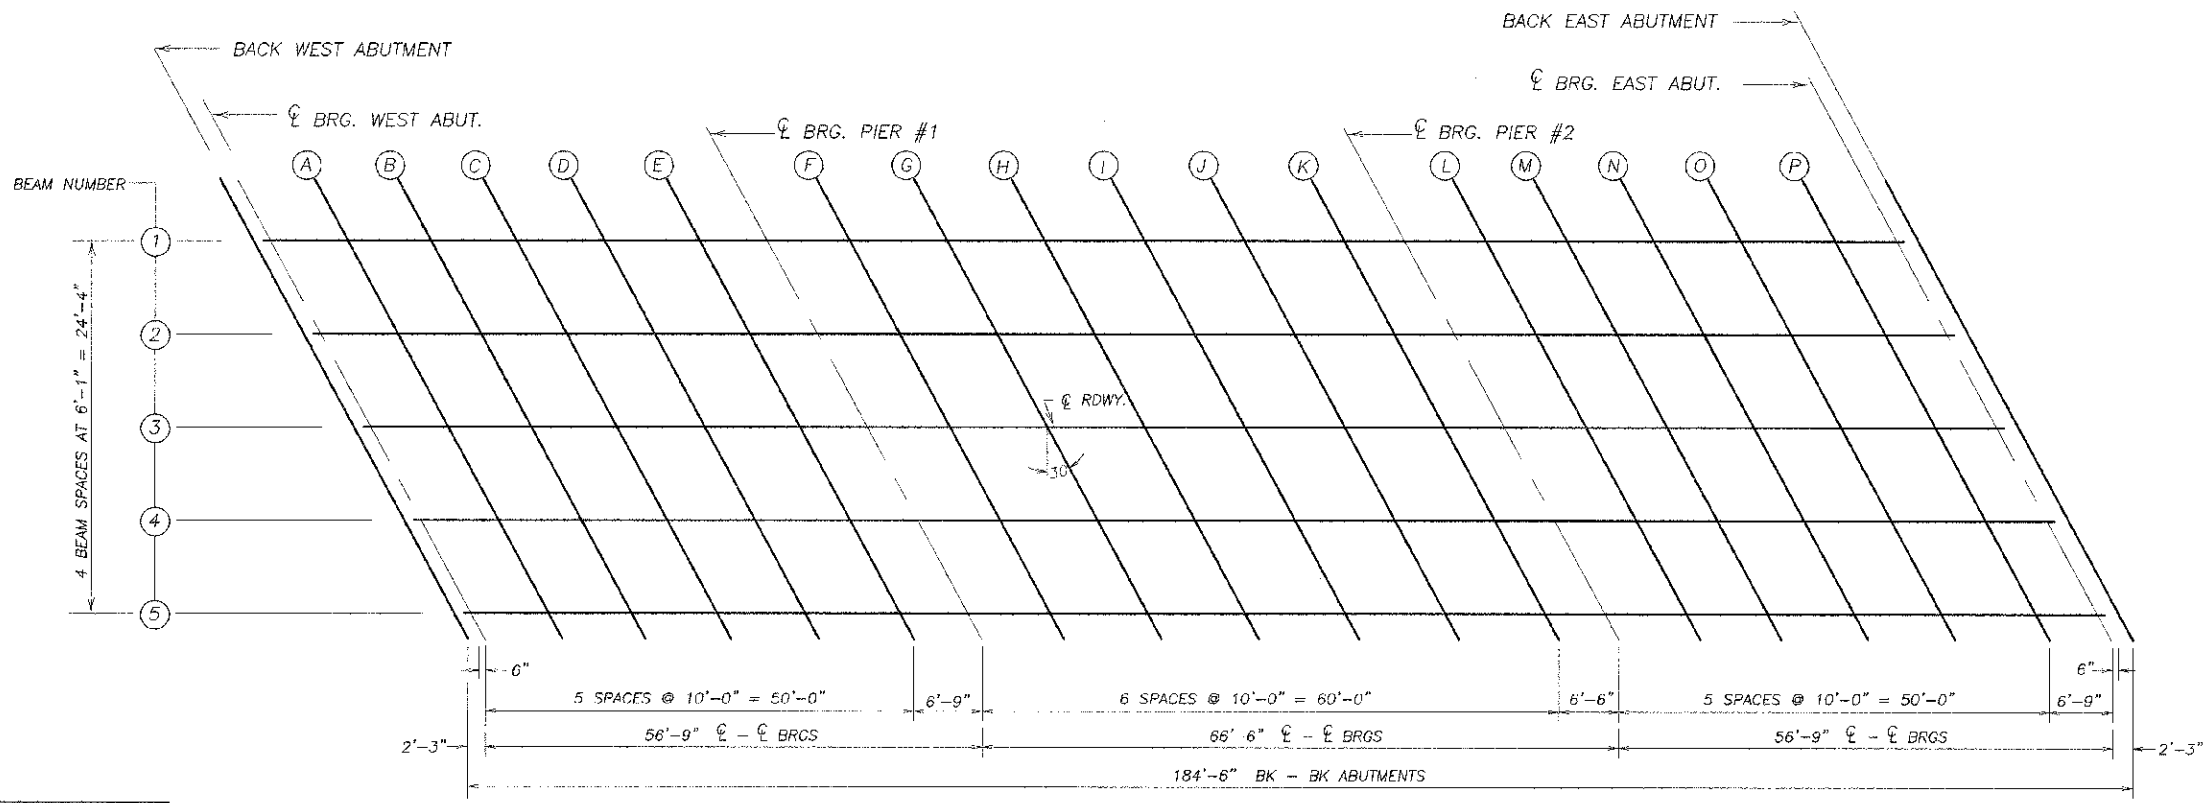 BACK EAST ABUTMENT
BACK WEST ABUTMENT
℄ BRG. EAST ABUT.
℄ BRG. WEST ABUT.
℄ BRG. PIER #1
℄ BRG. PIER #2
A B C D E F G H I J K L M N O P
BEAM NUMBER
1
2
3
4
5
4 BEAM SPACES AT 6'-1" = 24'-4"
℄ RDWY.
30
6"
6"
5 SPACES @ 10'-0" = 50'-0"
6'-9"
6 SPACES @ 10'-0" = 60'-0"
6'-6"
5 SPACES @ 10'-0" = 50'-0"
6'-9"
2'-3"
56'-9" ℄ - ℄ BRGS
66' 6" ℄ - ℄ BRGS
56'-9" ℄ - ℄ BRGS
2'-3"
184'-6" BK - BK ABUTMENTS